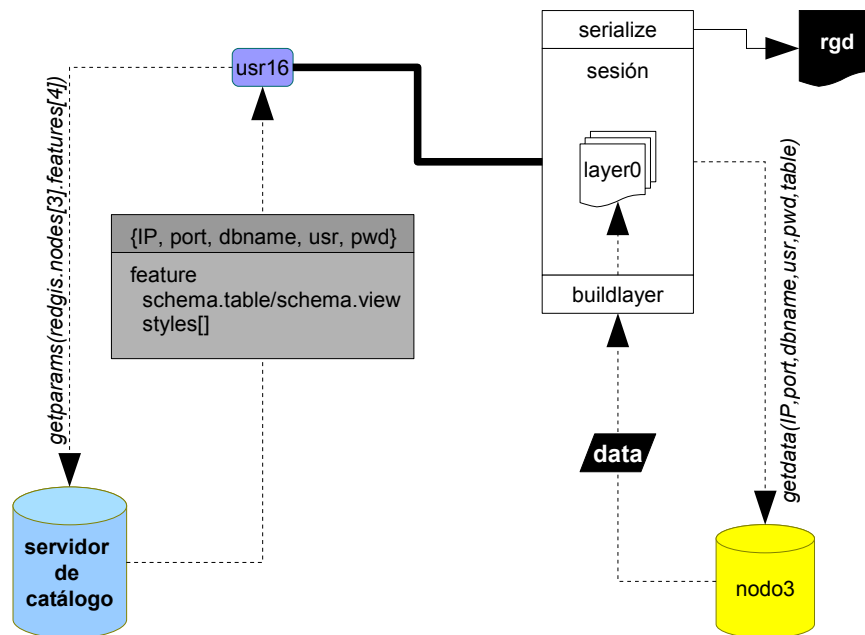 serialize
rgd
usr16
sesión
getparams(redgis.nodes[3].features[4])
layer0
getdata(IP,port,dbname,usr,pwd,table)
{IP, port, dbname, usr, pwd}
feature
schema.table/schema.view
styles[]
buildlayer
data
servidor
de
catálogo
nodo3